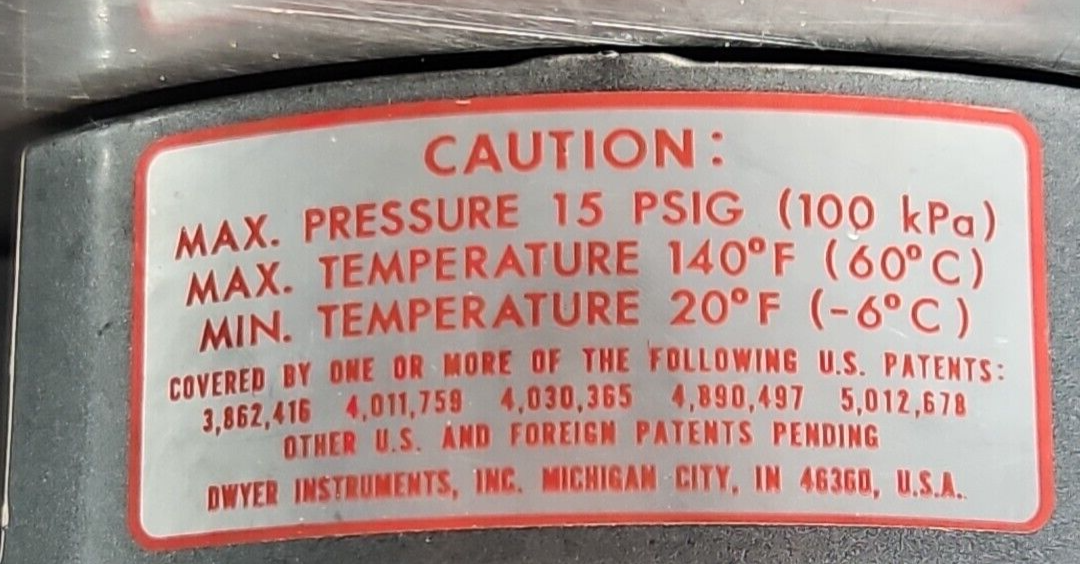 CAUTION:
MAX. PRESSURE 15 PSIG (100 kPa)
MAX. TEMPERATURE 140°F (60°C)
MIN. TEMPERATURE 20°F (-6°C)
COVERED BY ONE OR MORE OF THE FOLLOWING U.S. PATENTS:
3,862,416 4,011,759 4,030,365 4,890,497 5,012,678
OTHER U.S. AND FOREIGN PATENTS PENDING
DWYER INSTRUMENTS, INC. MICHIGAN CITY, IN 46360, U.S.A.